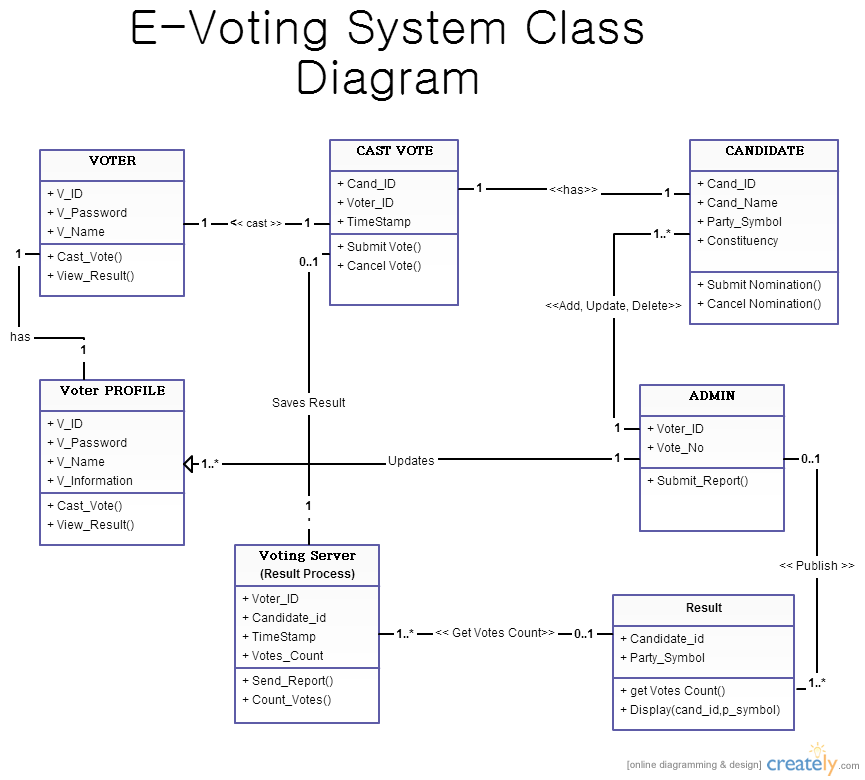 E-Voting System Class
Diagram
VOTER
+ V_ID
+ V_Password
+ V_Name
+ Cast_Vote()
+ View_Result()
1
<< cast >>
1
CAST VOTE
+ Cand_ID
+ Voter_ID
+ TimeStamp
+ Submit Vote()
+ Cancel Vote()
1
<<has>>
1
CANDIDATE
+ Cand_ID
+ Cand_Name
+ Party_Symbol
+ Constituency
+ Submit Nomination()
+ Cancel Nomination()
1
has
1
0..1
Saves Result
1
1..*
<<Add, Update, Delete>>
1
Voter PROFILE
+ V_ID
+ V_Password
+ V_Name
+ V_Information
+ Cast_Vote()
+ View_Result()
1..*
Updates
1
ADMIN
+ Voter_ID
+ Vote_No
+ Submit_Report()
0..1
<< Publish >>
1..*
Voting Server
(Result Process)
+ Voter_ID
+ Candidate_id
+ TimeStamp
+ Votes_Count
+ Send_Report()
+ Count_Votes()
1..*
<< Get Votes Count>>
0..1
Result
+ Candidate_id
+ Party_Symbol
+ get Votes Count()
+ Display(cand_id,p_symbol)
[online diagramming & design] creately.com